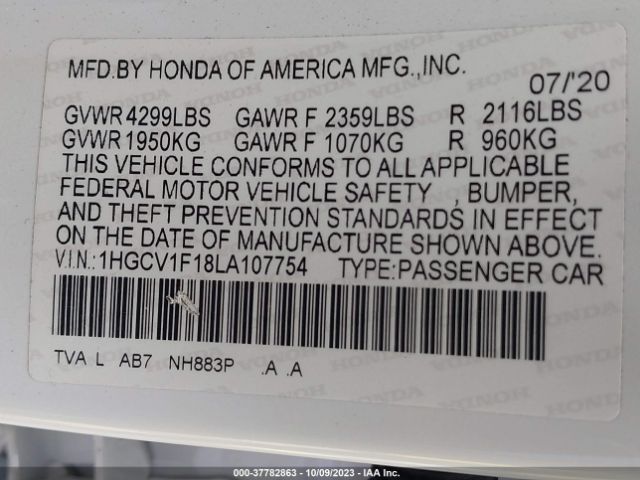 MFD.BY HONDA OF AMERICA MFG.,INC.
07/'20
GVWR 4299LBS GAWR F 2359LBS R 2116LBS
GVWR 1950KG GAWR F 1070KG R 960KG
THIS VEHICLE CONFORMS TO ALL APPLICABLE
FEDERAL MOTOR VEHICLE SAFETY , BUMPER,
AND THEFT PREVENTION STANDARDS IN EFFECT
ON THE DATE OF MANUFACTURE SHOWN ABOVE.
V.I.N.:1HGCV1F18LA107754 TYPE:PASSENGER CAR
TVA L AB7 NH883P .A .A
000-37782863 | 10/09/2023 | IAA Inc.